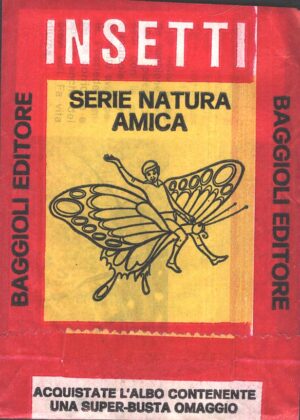 INSETTI
SERIE NATURA
AMICA
BAGGIOLI EDITORE
BAGGIOLI EDITORE
ACQUISTATE L'ALBO CONTENENTE
UNA SUPER-BUSTA OMAGGIO